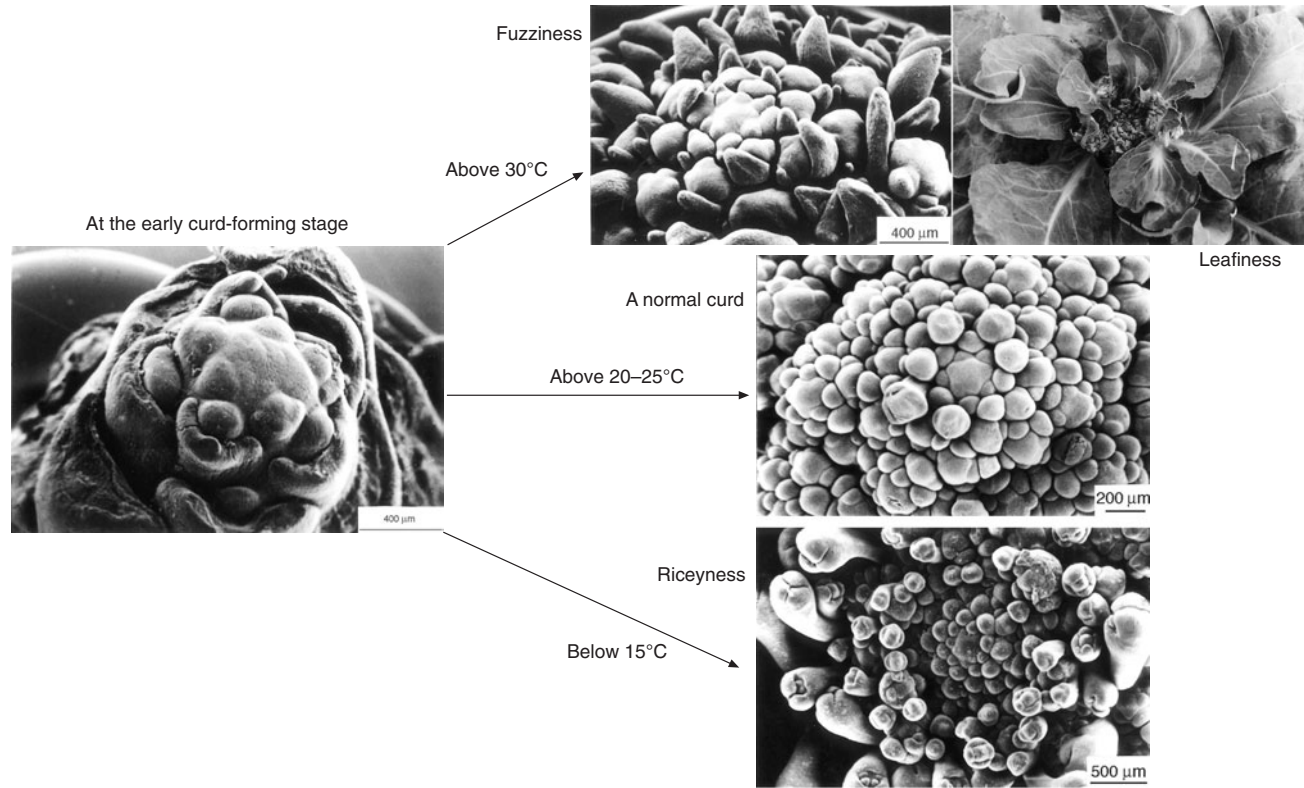 Fuzziness
Above 30°C
400 µm
Leafiness
At the early curd-forming stage
400 µm
A normal curd
Above 20–25°C
200 µm
Riceyness
Below 15°C
500 µm